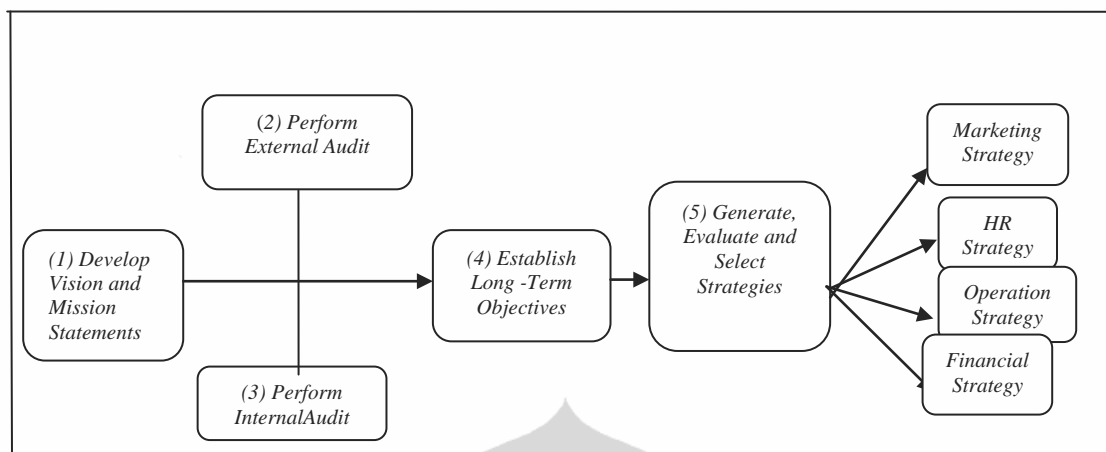 (1) Develop
Vision and
Mission
Statements
(2) Perform
External Audit
(3) Perform
InternalAudit
(4) Establish
Long -Term
Objectives
(5) Generate,
Evaluate and
Select
Strategies
Marketing
Strategy
HR
Strategy
Operation
Strategy
Financial
Strategy